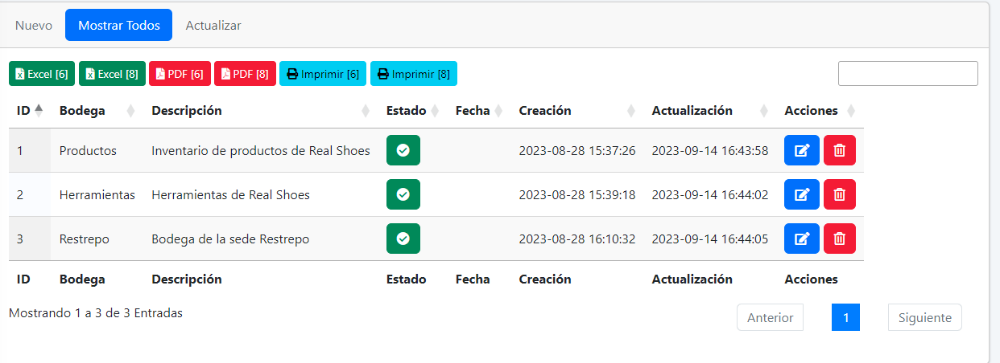 Nuevo Mostrar Todos Actualizar
Excel [6] Excel [8] PDF [6] PDF [8] Imprimir [6] Imprimir [8]
ID Bodega Descripción Estado Fecha Creación Actualización Acciones
1 Productos Inventario de productos de Real Shoes 2023-08-28 15:37:26 2023-09-14 16:43:58
2 Herramientas Herramientas de Real Shoes 2023-08-28 15:39:18 2023-09-14 16:44:02
3 Restrepo Bodega de la sede Restrepo 2023-08-28 16:10:32 2023-09-14 16:44:05
ID Bodega Descripción Estado Fecha Creación Actualización Acciones
Mostrando 1 a 3 de 3 Entradas Anterior 1 Siguiente